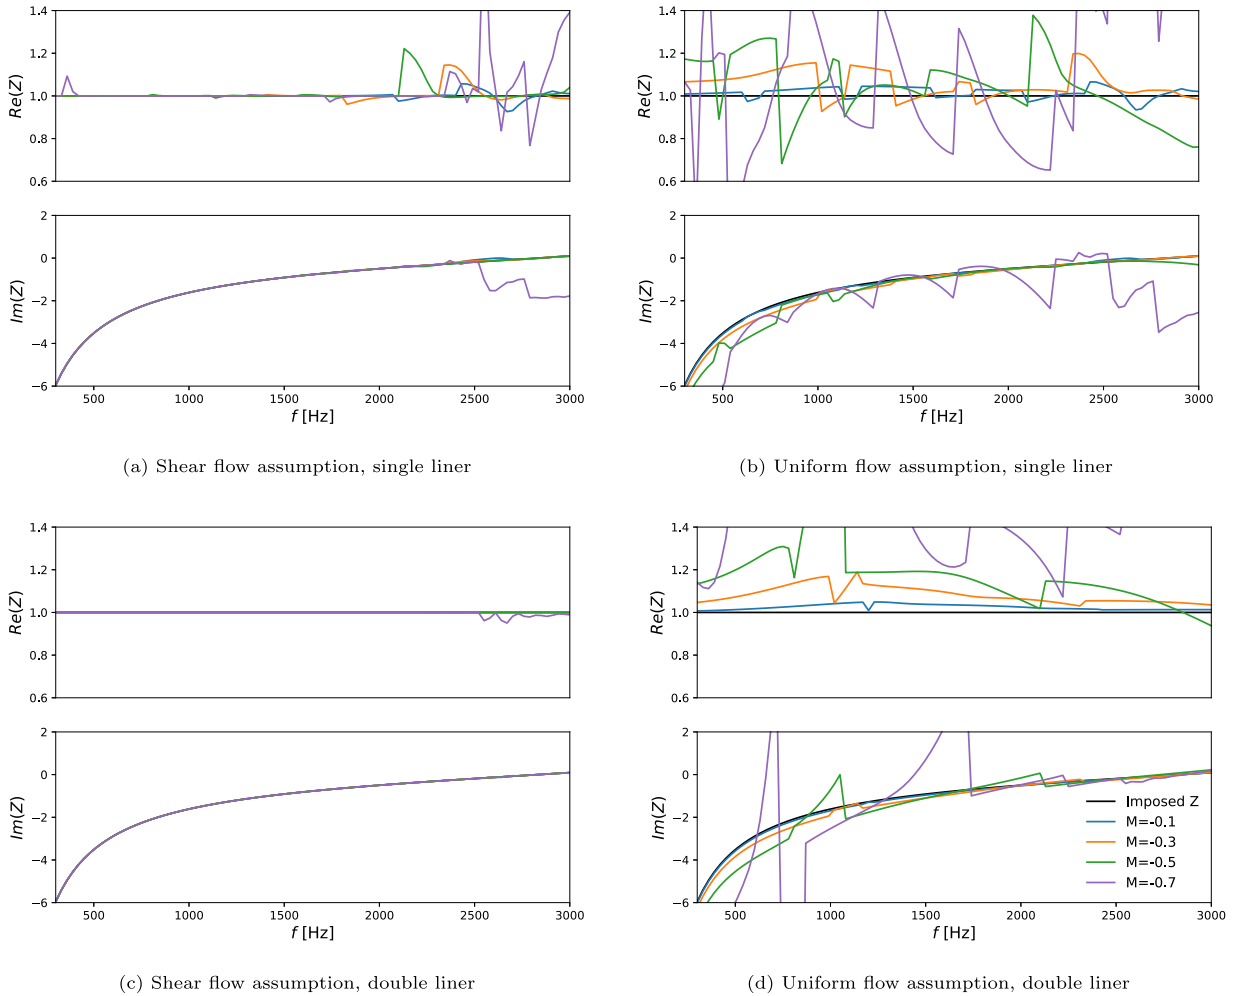 1.4
1.2
1.0
0.8
0.6
Re(Z)
2
0
−2
−4
−6
Im(Z)
500 1000 1500 2000 2500 3000
f [Hz]
(a) Shear flow assumption, single liner
1.4
1.2
1.0
0.8
0.6
Re(Z)
2
0
−2
−4
−6
Im(Z)
500 1000 1500 2000 2500 3000
f [Hz]
(b) Uniform flow assumption, single liner
1.4
1.2
1.0
0.8
0.6
Re(Z)
2
0
−2
−4
−6
Im(Z)
500 1000 1500 2000 2500 3000
f [Hz]
(c) Shear flow assumption, double liner
1.4
1.2
1.0
0.8
0.6
Re(Z)
2
0
−2
−4
−6
Im(Z)
Imposed Z
M=-0.1
M=-0.3
M=-0.5
M=-0.7
500 1000 1500 2000 2500 3000
f [Hz]
(d) Uniform flow assumption, double liner